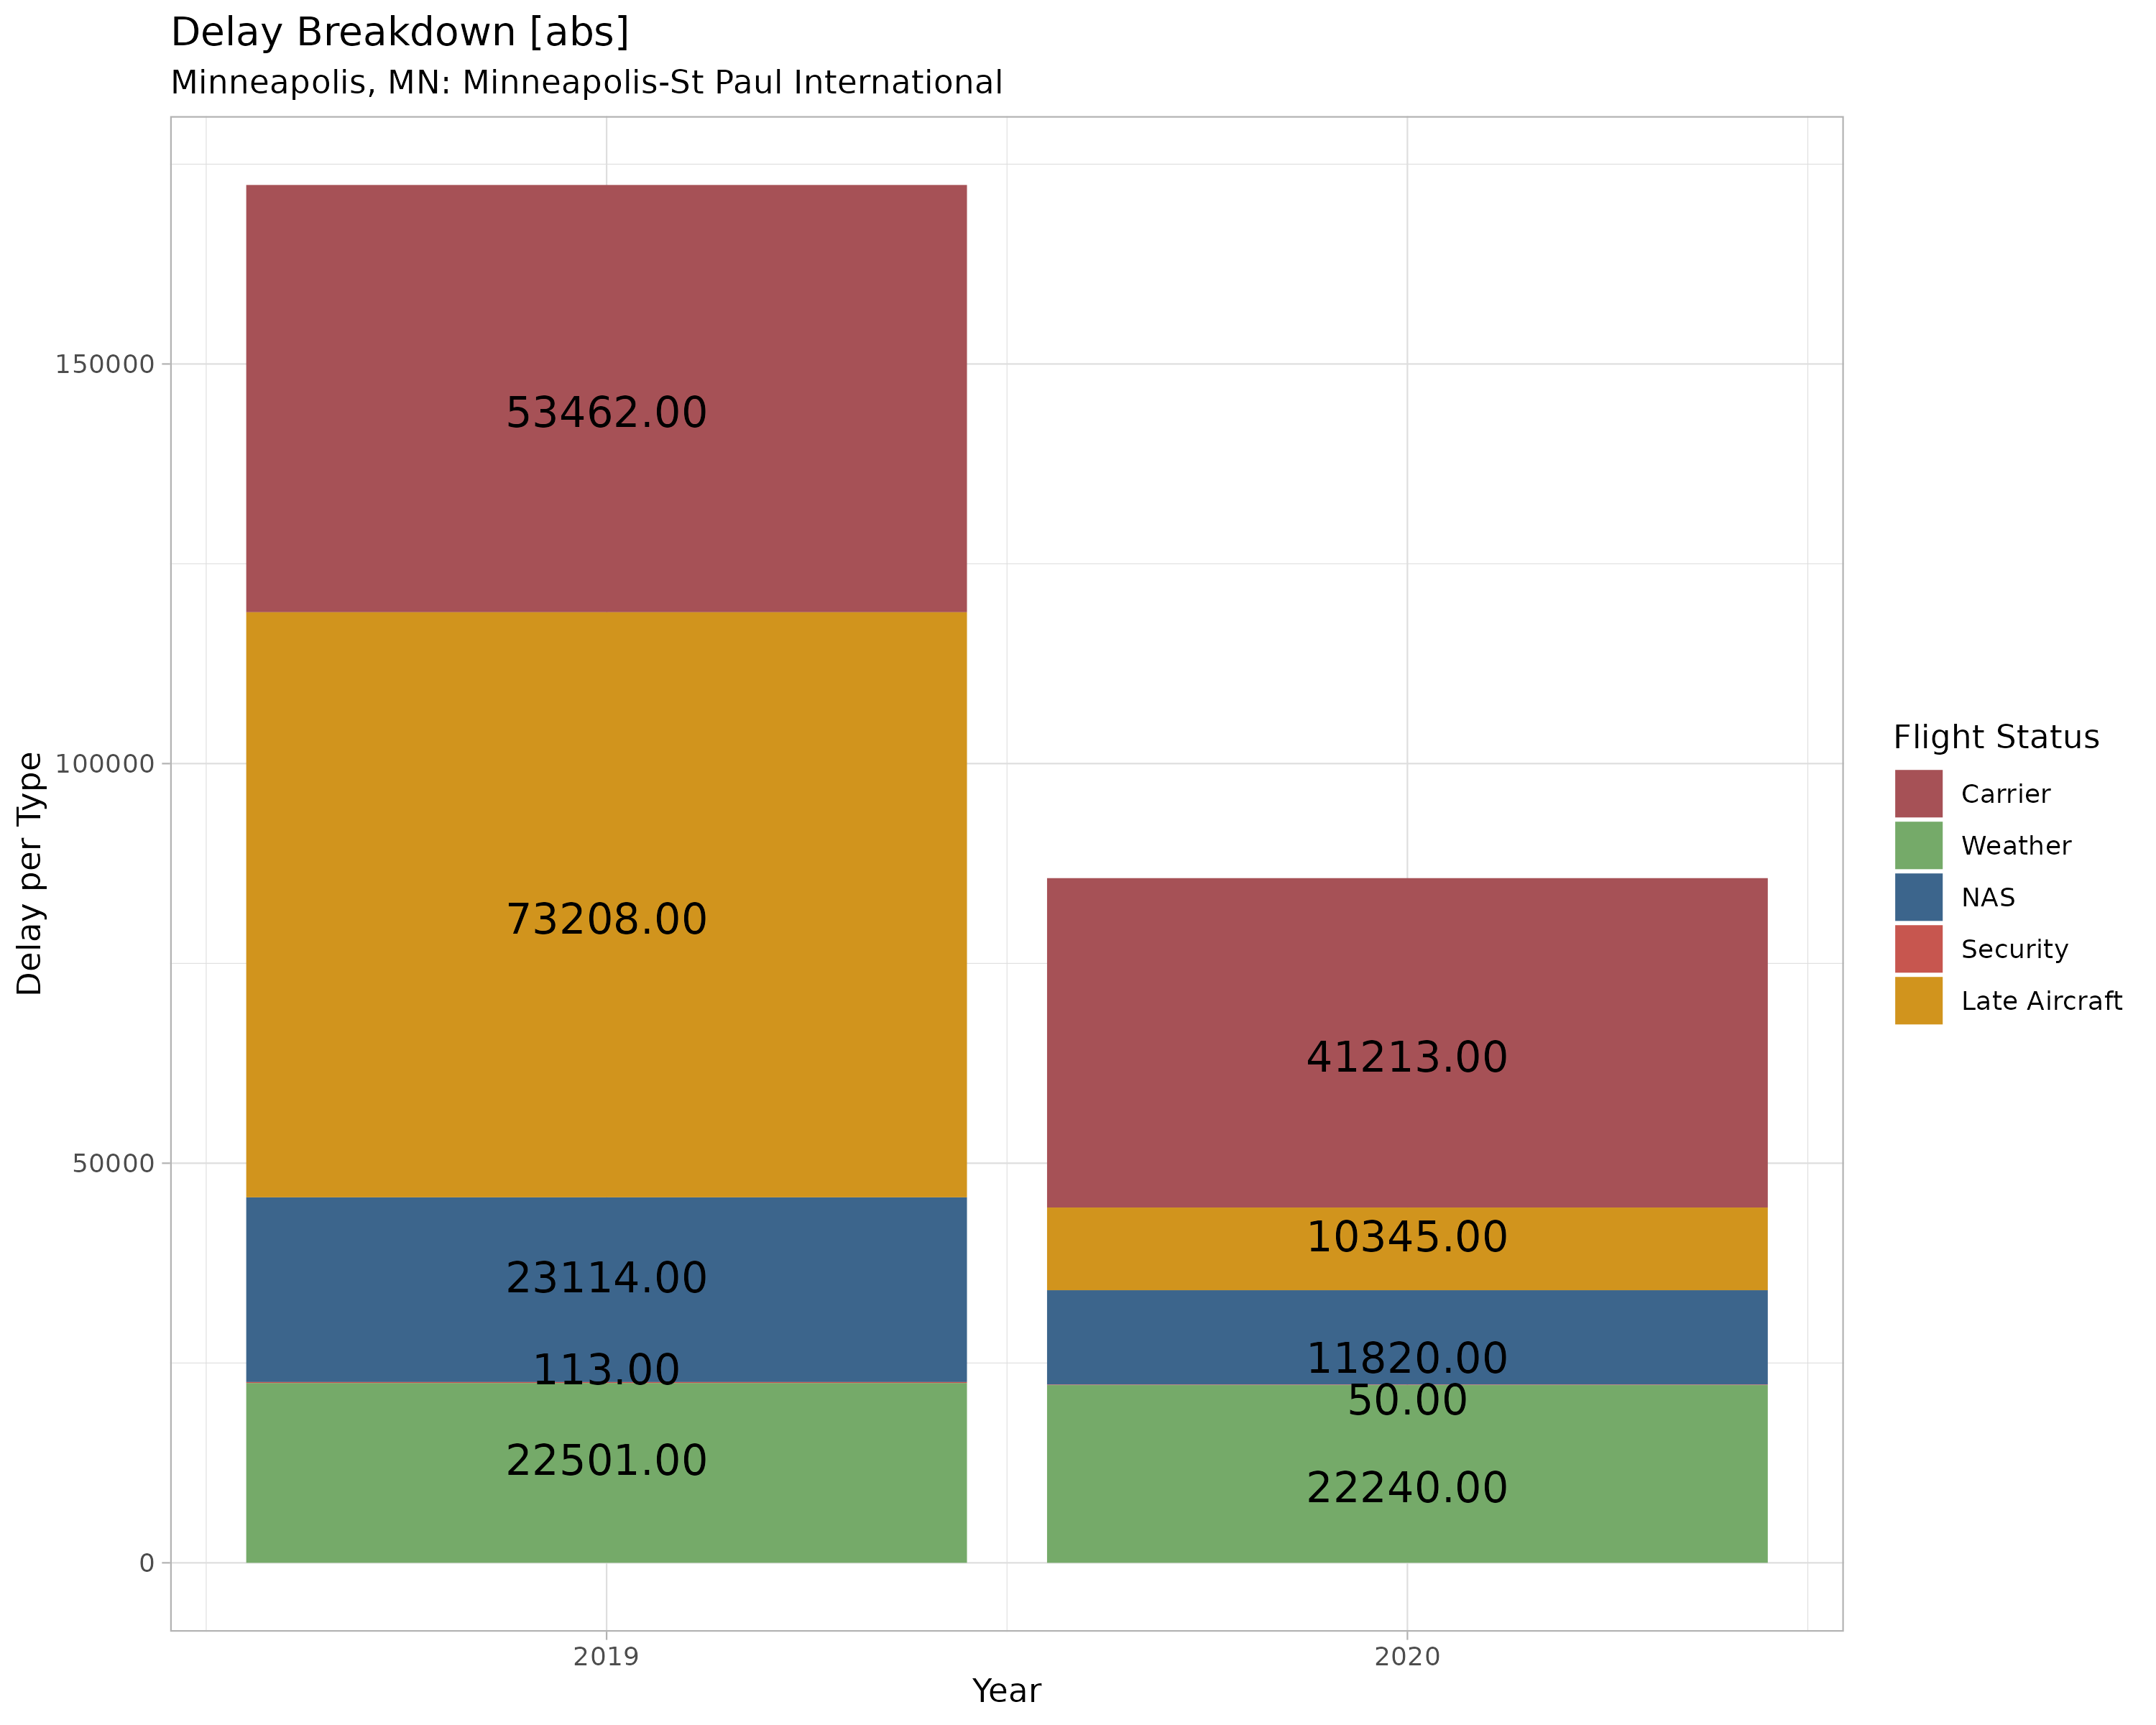 Delay Breakdown [abs]
Minneapolis, MN: Minneapolis-St Paul International
Delay per Type
150000
100000
50000
0
53462.00
73208.00
23114.00
113.00
22501.00
41213.00
10345.00
11820.00
50.00
22240.00
2019
2020
Year
Flight Status
Carrier
Weather
NAS
Security
Late Aircraft